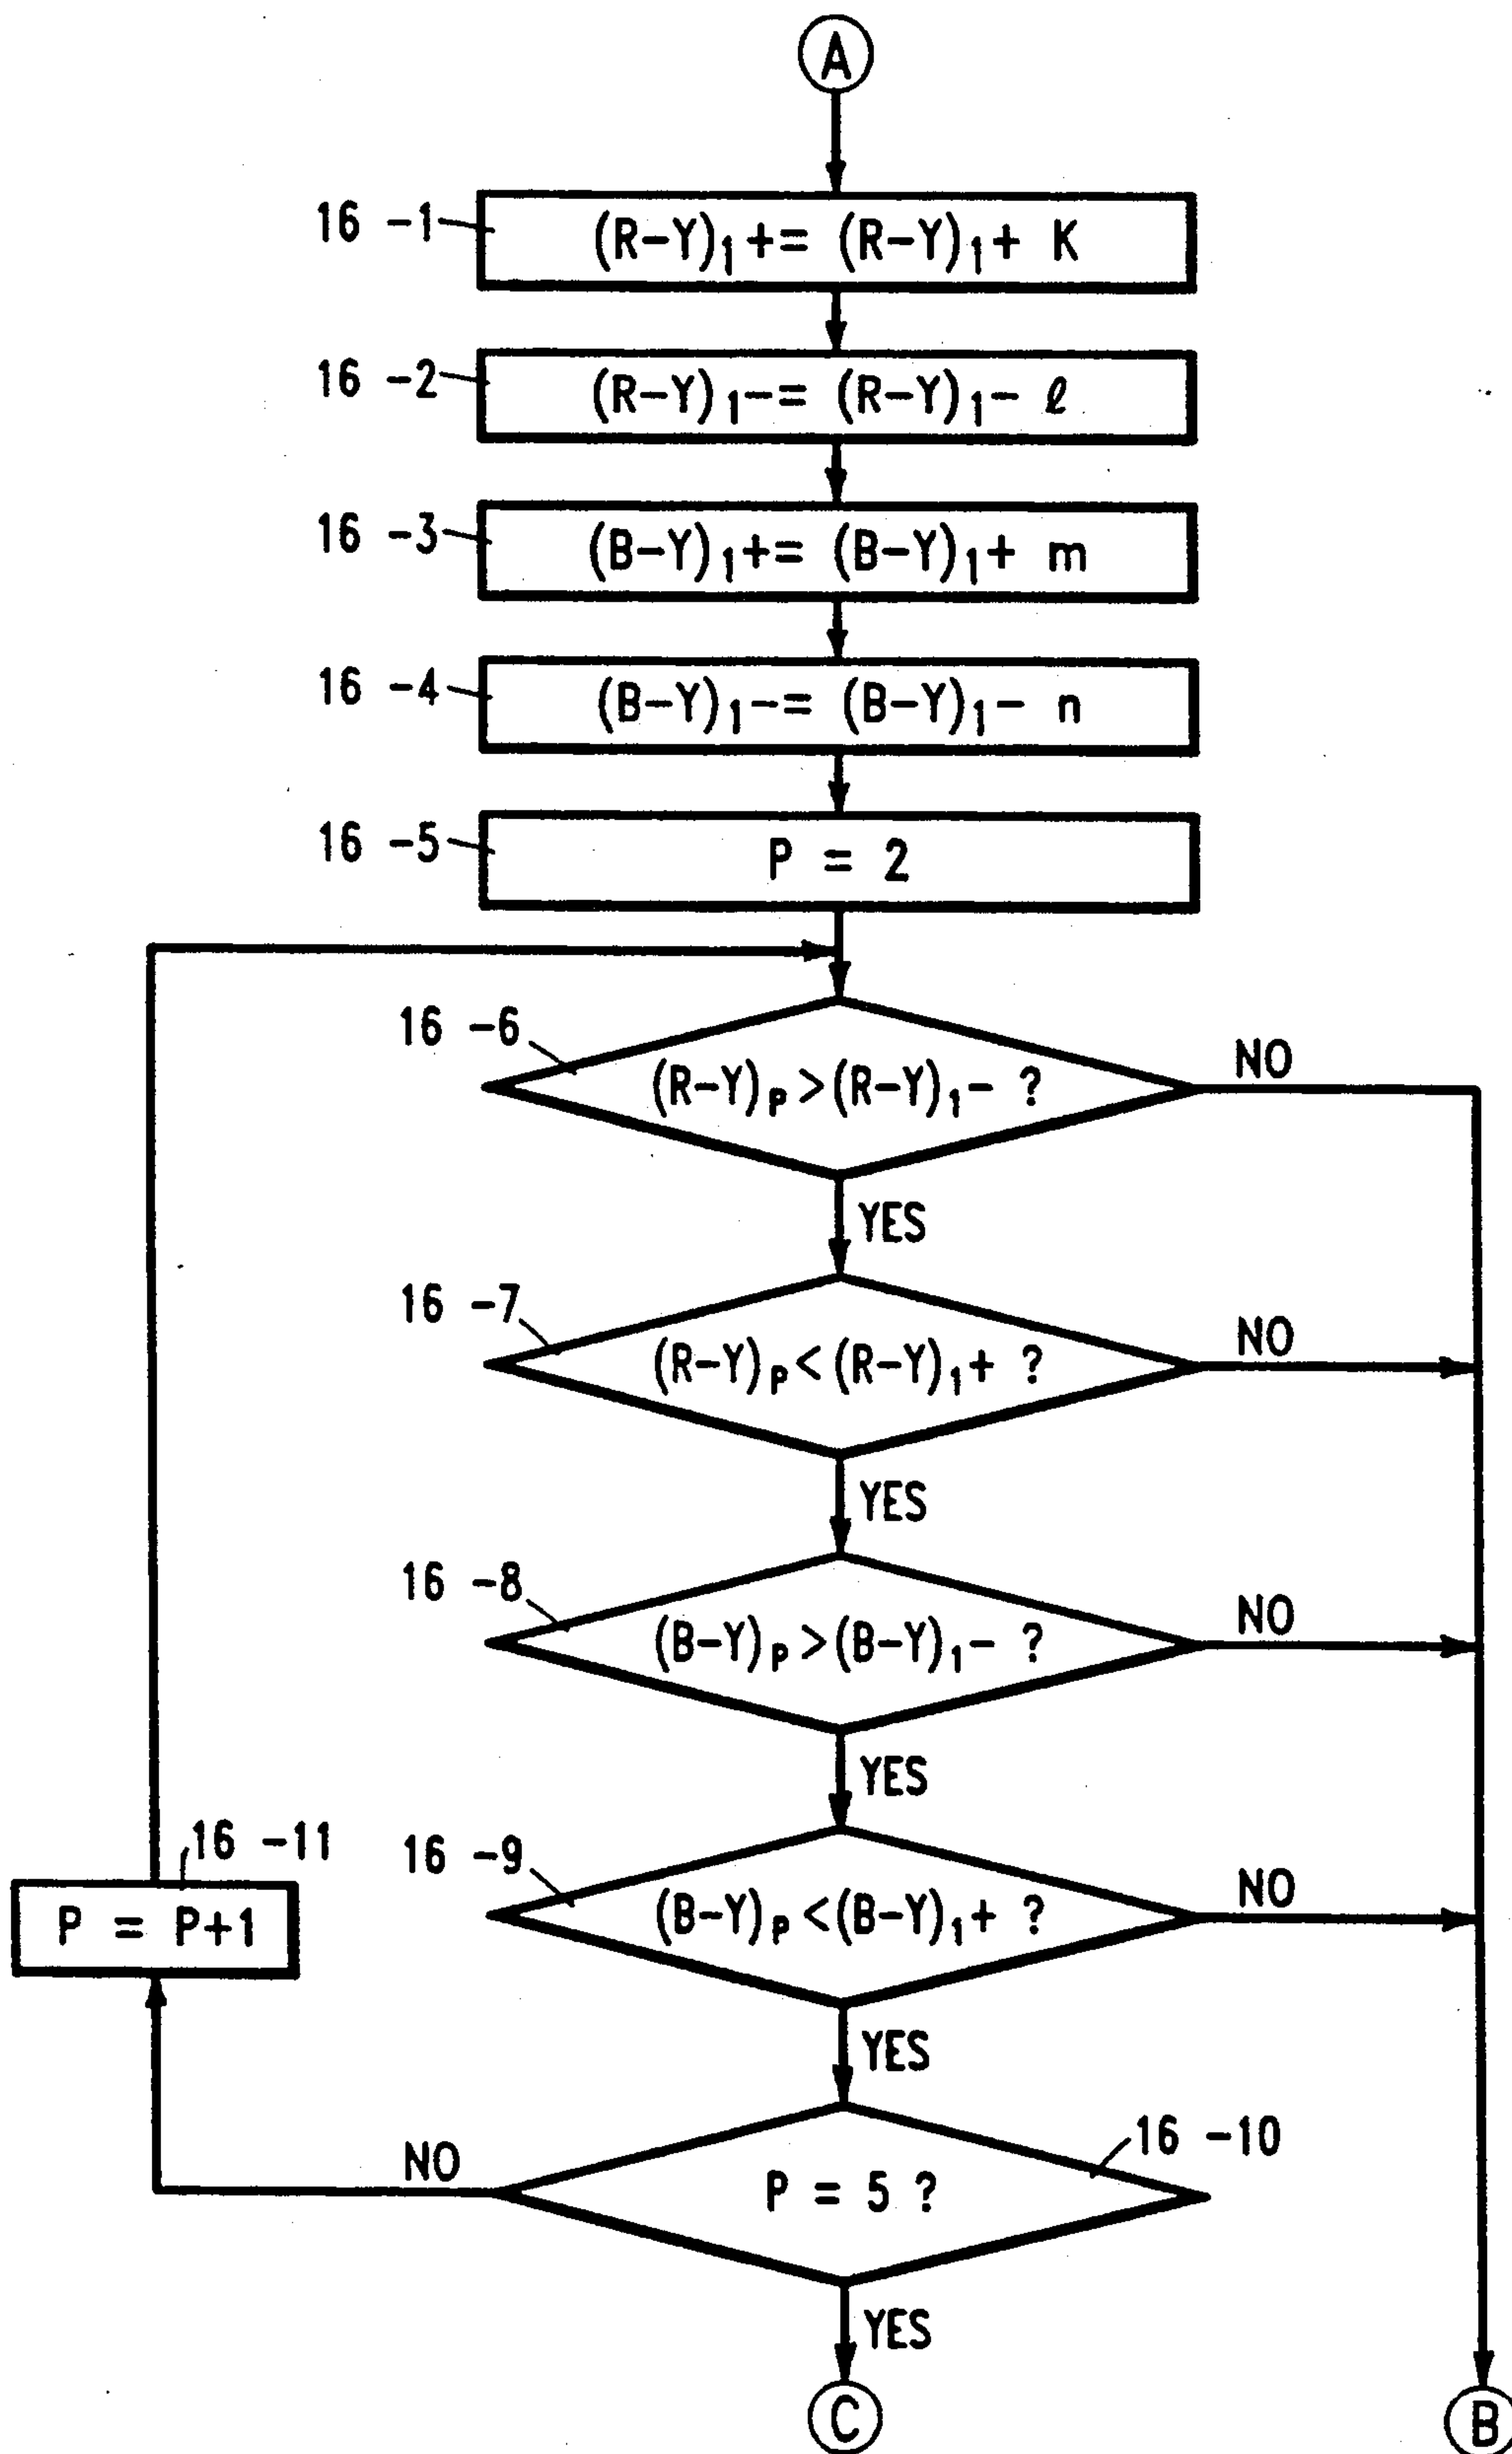 A
16 -1
(R-Y)₁+= (R-Y)₁+ K
16 -2
(R-Y)₁-= (R-Y)₁- ℓ
16 -3
(B-Y)₁+= (B-Y)₁+ m
16 -4
(B-Y)₁-= (B-Y)₁- n
16 -5
P = 2
16 -6
(R-Y)ₚ>(R-Y)₁- ?
NO
YES
16 -7
(R-Y)ₚ<(R-Y)₁+ ?
NO
YES
16 -8
(B-Y)ₚ>(B-Y)₁- ?
NO
YES
16 -11
P = P+1
16 -9
(B-Y)ₚ<(B-Y)₁+ ?
NO
YES
16 -10
NO
P = 5 ?
YES
C
B